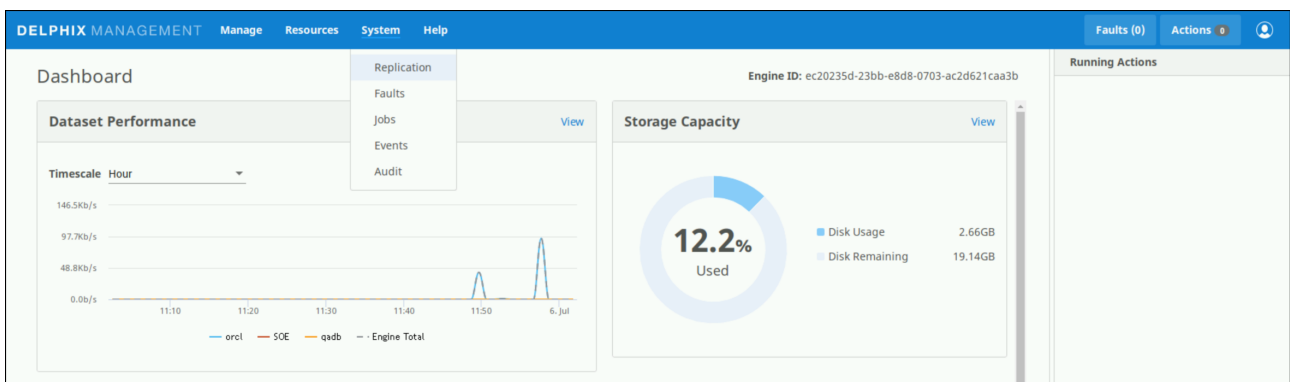 DELPHIX MANAGEMENT Manage Resources System Help Faults (0) Actions 0
Replication
Faults
Jobs
Events
Audit
Dashboard
Engine ID: ec20235d-23bb-e8d8-0703-ac2d621caa3b
Running Actions
Dataset Performance View
Timescale Hour
146.5Kb/s
97.7Kb/s
48.8Kb/s
0.0b/s
11:10 11:20 11:30 11:40 11:50 6. Jul
orcl SOE qadb Engine Total
Storage Capacity View
12.2%
Used
Disk Usage 2.66GB
Disk Remaining 19.14GB